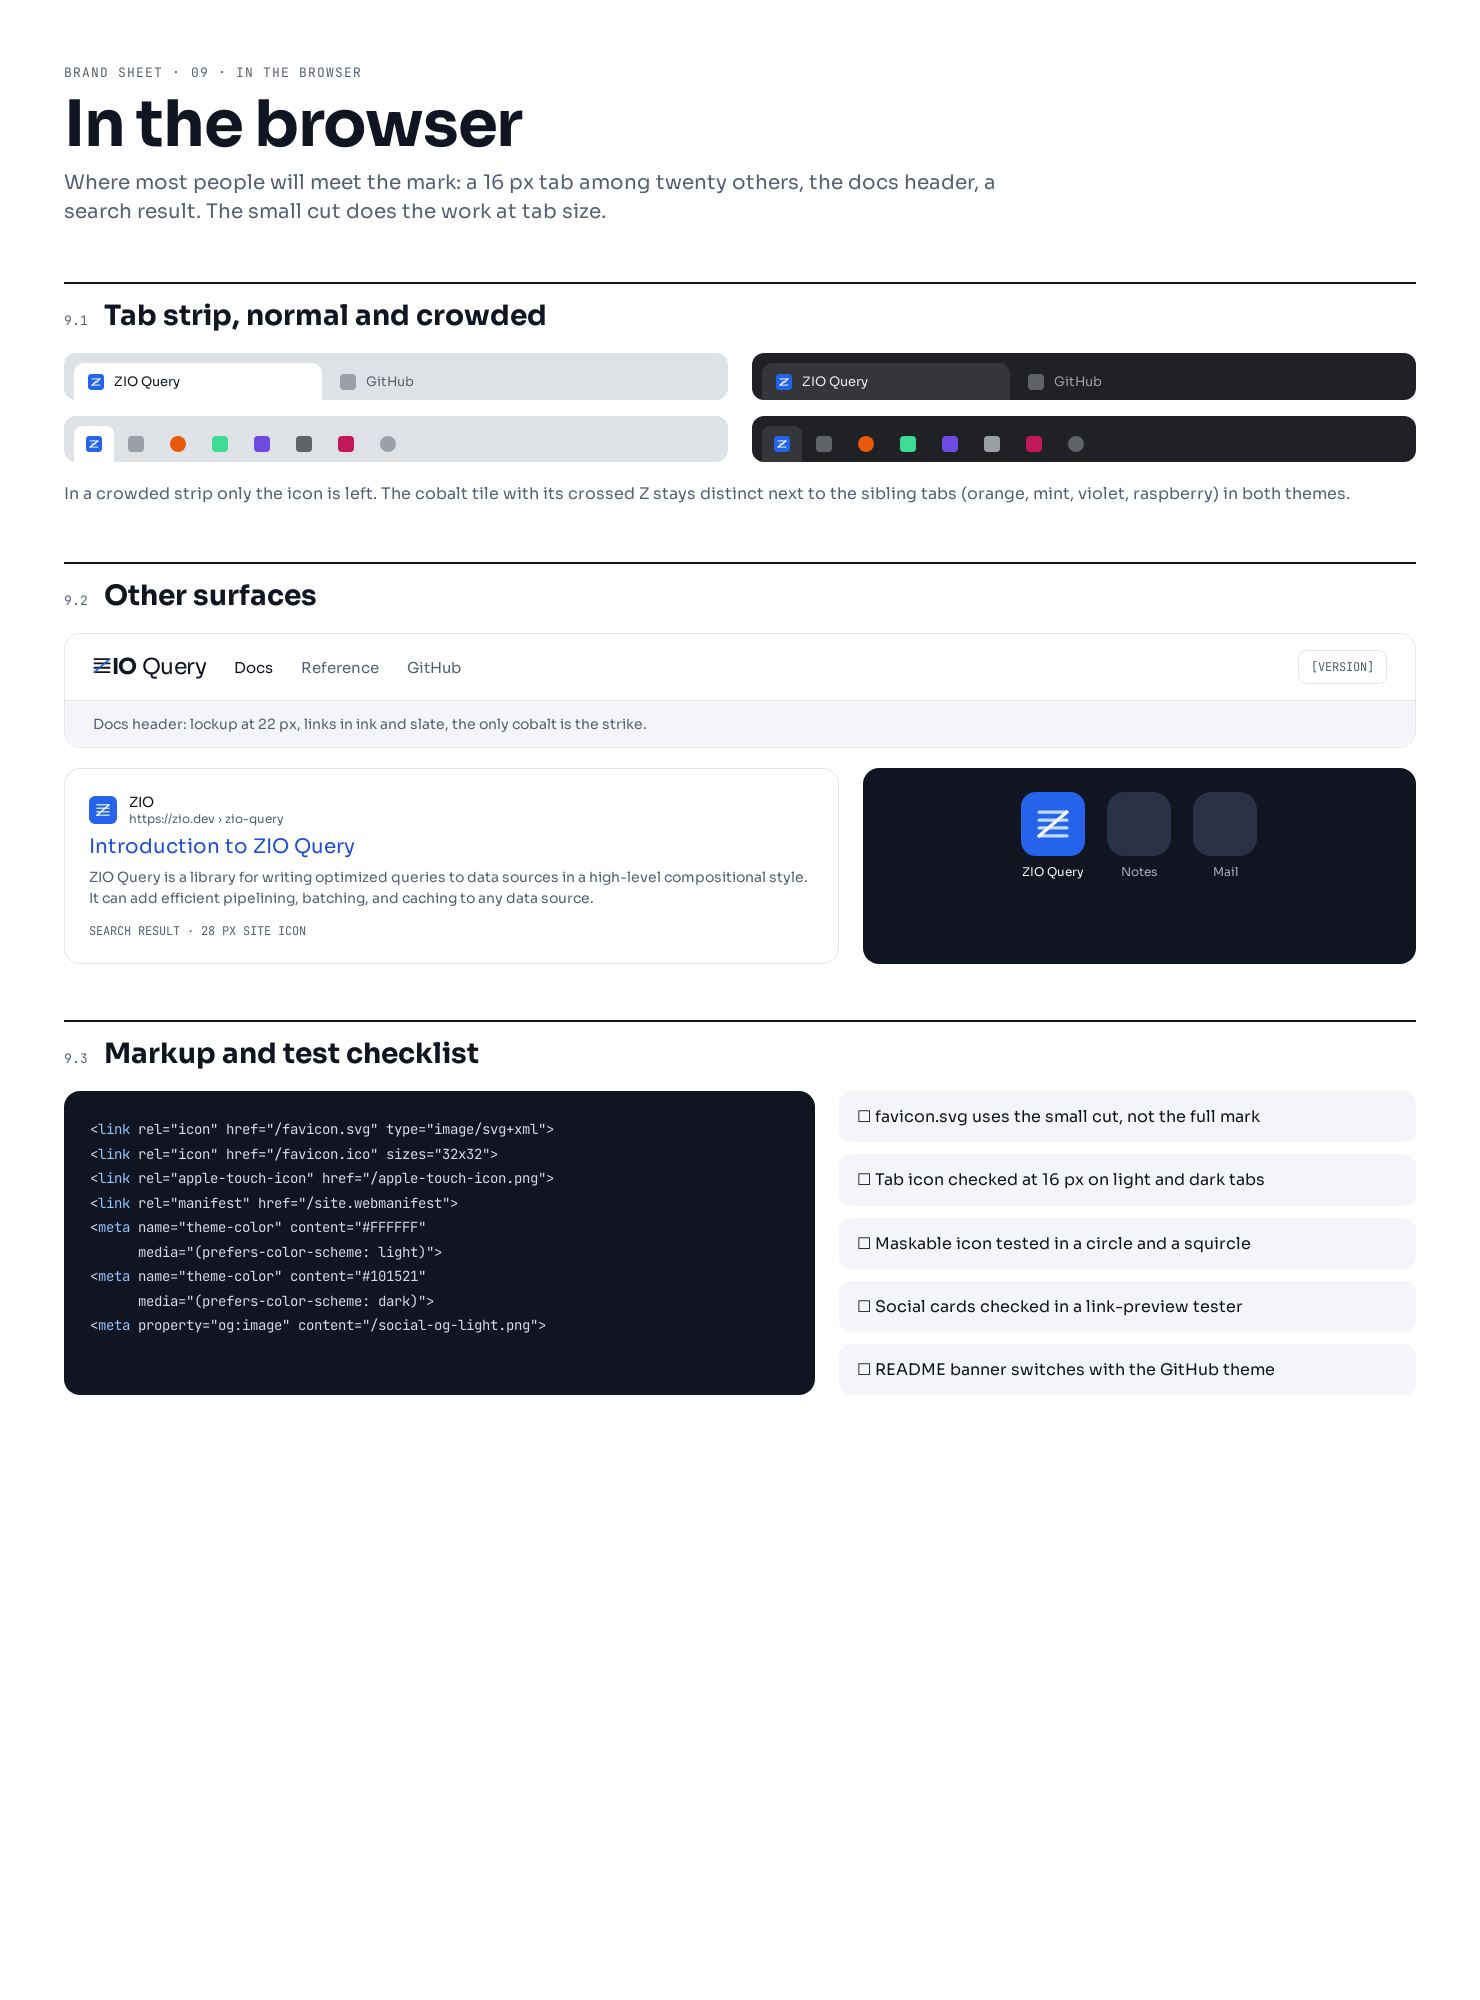 BRAND SHEET · 09 · IN THE BROWSER
In the browser
Where most people will meet the mark: a 16 px tab among twenty others, the docs header, a
search result. The small cut does the work at tab size.
9.1 Tab strip, normal and crowded
ZIO Query GitHub
ZIO Query GitHub
In a crowded strip only the icon is left. The cobalt tile with its crossed Z stays distinct next to the sibling tabs (orange, mint, violet, raspberry) in both themes.
9.2 Other surfaces
ZIO Query Docs Reference GitHub [VERSION]
Docs header: lockup at 22 px, links in ink and slate, the only cobalt is the strike.
ZIO
https://zio.dev › zio-query
Introduction to ZIO Query
ZIO Query is a library for writing optimized queries to data sources in a high-level compositional style.
It can add efficient pipelining, batching, and caching to any data source.
SEARCH RESULT · 28 PX SITE ICON
ZIO Query Notes Mail
9.3 Markup and test checklist
<link rel="icon" href="/favicon.svg" type="image/svg+xml">
<link rel="icon" href="/favicon.ico" sizes="32x32">
<link rel="apple-touch-icon" href="/apple-touch-icon.png">
<link rel="manifest" href="/site.webmanifest">
<meta name="theme-color" content="#FFFFFF"
media="(prefers-color-scheme: light)">
<meta name="theme-color" content="#101521"
media="(prefers-color-scheme: dark)">
<meta property="og:image" content="/social-og-light.png">
☐ favicon.svg uses the small cut, not the full mark
☐ Tab icon checked at 16 px on light and dark tabs
☐ Maskable icon tested in a circle and a squircle
☐ Social cards checked in a link-preview tester
☐ README banner switches with the GitHub theme